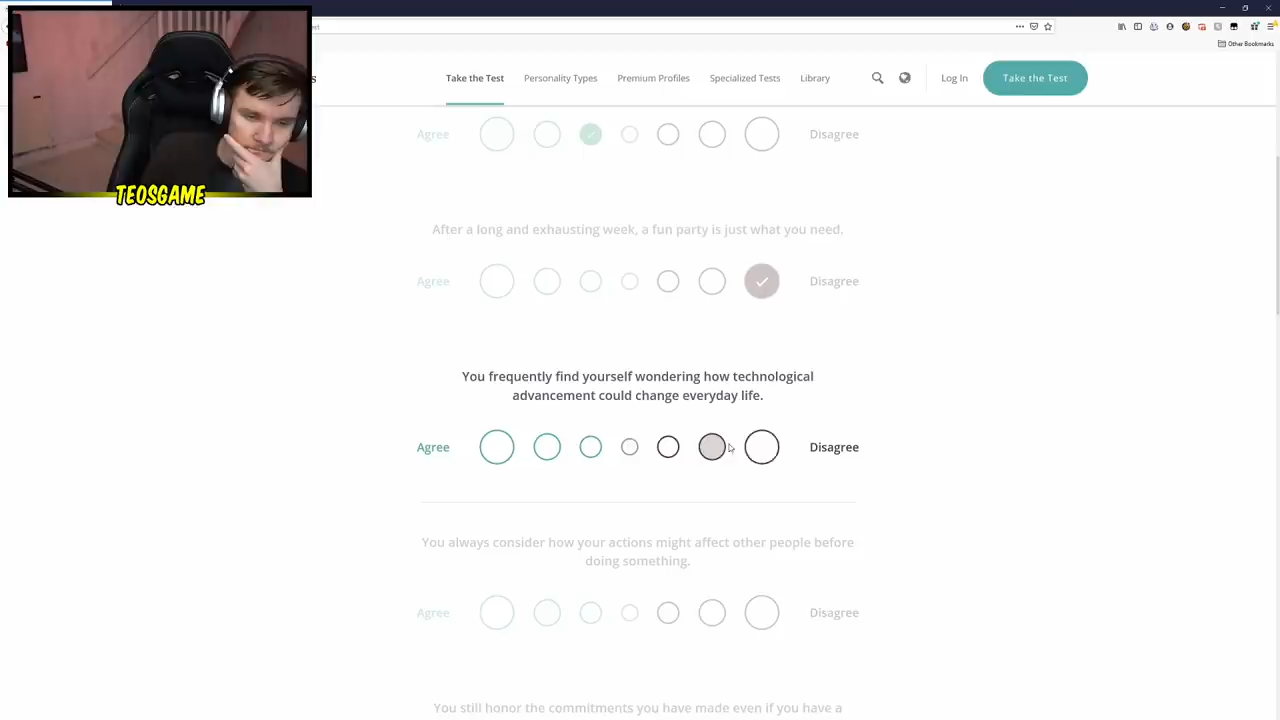 Other Bookmarks
Take the Test
Personality Types
Premium Profiles
Specialized Tests
Library
Log In
Take the Test
TEOSGAME
Agree
Disagree
After a long and exhausting week, a fun party is just what you need.
Agree
Disagree
You frequently find yourself wondering how technological
advancement could change everyday life.
Agree
Disagree
You always consider how your actions might affect other people before
doing something.
Agree
Disagree
You still honor the commitments you have made even if you have a